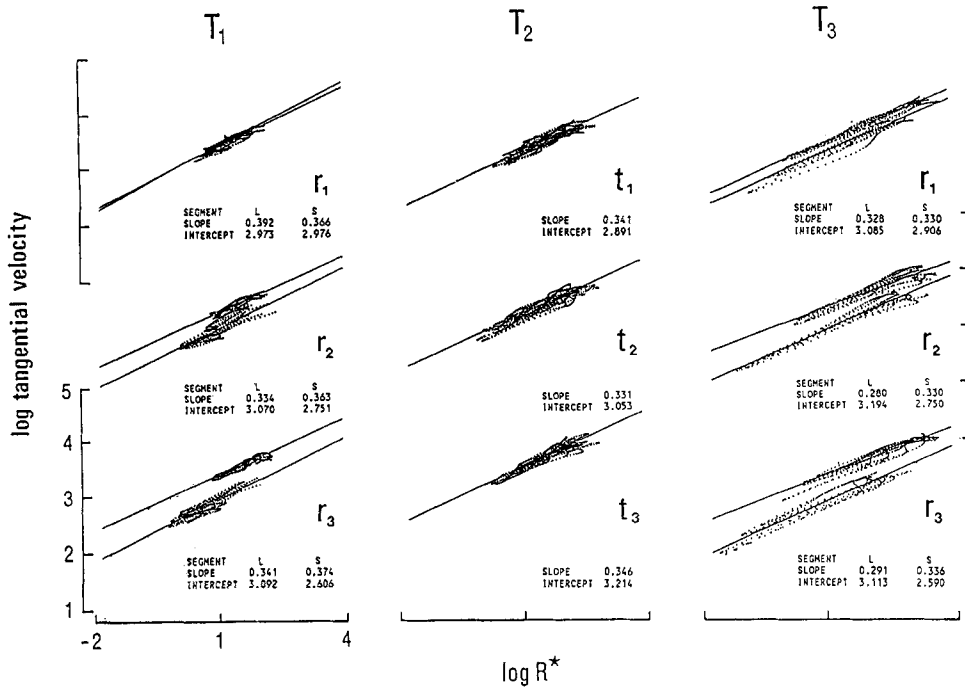 T1 T2 T3
log tangential velocity
r1
SEGMENT L S
SLOPE 0.392 0.366
INTERCEPT 2.973 2.976
t1
SLOPE 0.341
INTERCEPT 2.891
r1
SEGMENT L S
SLOPE 0.328 0.330
INTERCEPT 3.085 2.906
r2
SEGMENT L S
SLOPE 0.334 0.363
INTERCEPT 3.070 2.751
t2
SLOPE 0.331
INTERCEPT 3.053
r2
SEGMENT L S
SLOPE 0.280 0.330
INTERCEPT 3.194 2.750
5
4
3
2
1
r3
SEGMENT L S
SLOPE 0.341 0.374
INTERCEPT 3.092 2.606
t3
SLOPE 0.346
INTERCEPT 3.214
r3
SEGMENT L S
SLOPE 0.291 0.336
INTERCEPT 3.113 2.590
-2 1 4
log R*